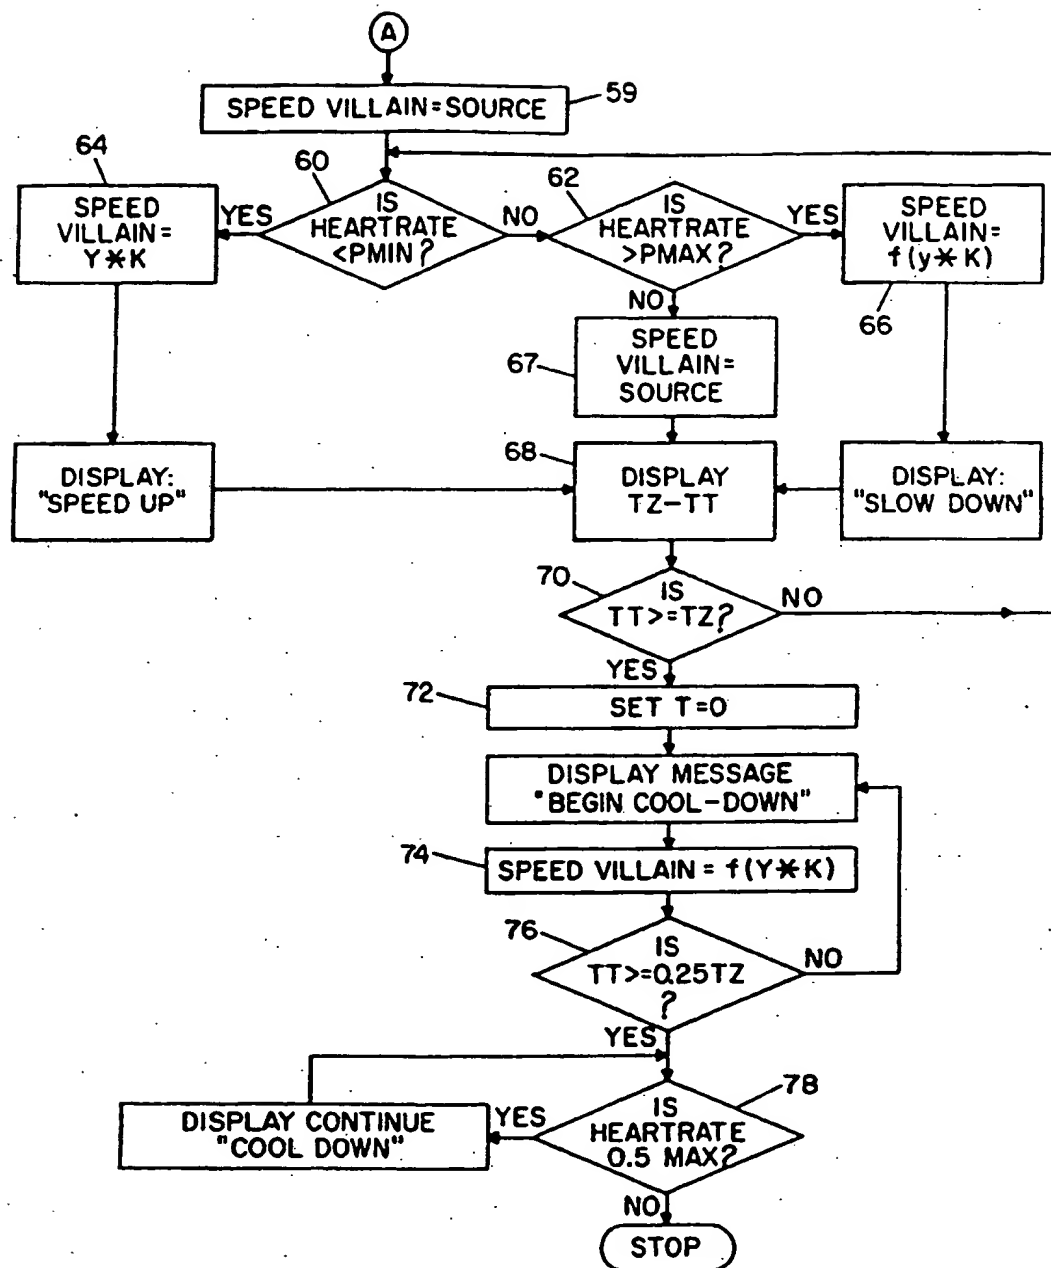 A
SPEED VILLAIN=SOURCE
59
64
60
62
SPEED
VILLAIN=
Y*K
YES
IS
HEARTRATE
<PMIN?
NO
IS
HEARTRATE
>PMAX?
YES
SPEED
VILLAIN=
f(y*K)
66
NO
67
SPEED
VILLAIN=
SOURCE
68
DISPLAY:
"SPEED UP"
DISPLAY
TZ-TT
DISPLAY:
"SLOW DOWN"
70
IS
TT>=TZ?
NO
YES
72
SET T=0
DISPLAY MESSAGE
"BEGIN COOL-DOWN"
74
SPEED VILLAIN = f(Y*K)
76
IS
TT>=0.25TZ
?
NO
YES
78
DISPLAY CONTINUE
"COOL DOWN"
YES
IS
HEARTRATE
0.5 MAX?
NO
STOP